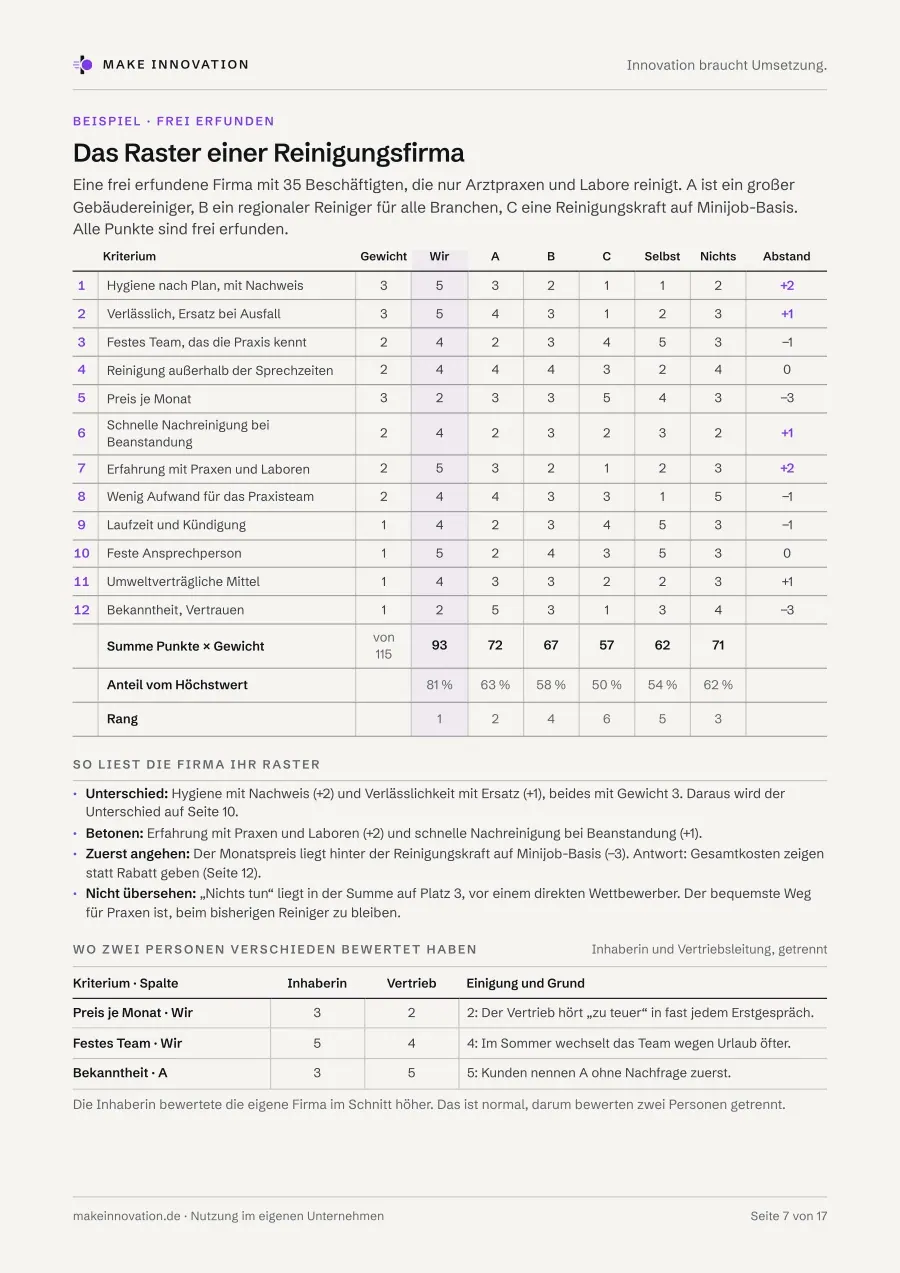 MAKE INNOVATION
Innovation braucht Umsetzung.
BEISPIEL · FREI ERFUNDEN
Das Raster einer Reinigungsfirma
Eine frei erfundene Firma mit 35 Beschäftigten, die nur Arztpraxen und Labore reinigt. A ist ein großer
Gebäudereiniger, B ein regionaler Reiniger für alle Branchen, C eine Reinigungskraft auf Minijob-Basis.
Alle Punkte sind frei erfunden.
Kriterium Gewicht Wir A B C Selbst Nichts Abstand
1 Hygiene nach Plan, mit Nachweis 3 5 3 2 1 1 2 +2
2 Verlässlich, Ersatz bei Ausfall 3 5 4 3 1 2 3 +1
3 Festes Team, das die Praxis kennt 2 4 2 3 4 5 3 −1
4 Reinigung außerhalb der Sprechzeiten 2 4 4 4 3 2 4 0
5 Preis je Monat 3 2 3 3 5 4 3 −3
6 Schnelle Nachreinigung bei
Beanstandung 2 4 2 3 2 3 2 +1
7 Erfahrung mit Praxen und Laboren 2 5 3 2 1 2 3 +2
8 Wenig Aufwand für das Praxisteam 2 4 4 3 3 1 5 −1
9 Laufzeit und Kündigung 1 4 2 3 4 5 3 −1
10 Feste Ansprechperson 1 5 2 4 3 5 3 0
11 Umweltverträgliche Mittel 1 4 3 3 2 2 3 +1
12 Bekanntheit, Vertrauen 1 2 5 3 1 3 4 −3
Summe Punkte × Gewicht von
115 93 72 67 57 62 71
Anteil vom Höchstwert 81 % 63 % 58 % 50 % 54 % 62 %
Rang 1 2 4 6 5 3
SO LIEST DIE FIRMA IHR RASTER
• Unterschied: Hygiene mit Nachweis (+2) und Verlässlichkeit mit Ersatz (+1), beides mit Gewicht 3. Daraus wird der
Unterschied auf Seite 10.
• Betonen: Erfahrung mit Praxen und Laboren (+2) und schnelle Nachreinigung bei Beanstandung (+1).
• Zuerst angehen: Der Monatspreis liegt hinter der Reinigungskraft auf Minijob-Basis (−3). Antwort: Gesamtkosten zeigen
statt Rabatt geben (Seite 12).
• Nicht übersehen: „Nichts tun“ liegt in der Summe auf Platz 3, vor einem direkten Wettbewerber. Der bequemste Weg
für Praxen ist, beim bisherigen Reiniger zu bleiben.
WO ZWEI PERSONEN VERSCHIEDEN BEWERTET HABEN
Inhaberin und Vertriebsleitung, getrennt
Kriterium · Spalte Inhaberin Vertrieb Einigung und Grund
Preis je Monat · Wir 3 2 2: Der Vertrieb hört „zu teuer“ in fast jedem Erstgespräch.
Festes Team · Wir 5 4 4: Im Sommer wechselt das Team wegen Urlaub öfter.
Bekanntheit · A 3 5 5: Kunden nennen A ohne Nachfrage zuerst.
Die Inhaberin bewertete die eigene Firma im Schnitt höher. Das ist normal, darum bewerten zwei Personen getrennt.
makeinnovation.de · Nutzung im eigenen Unternehmen
Seite 7 von 17